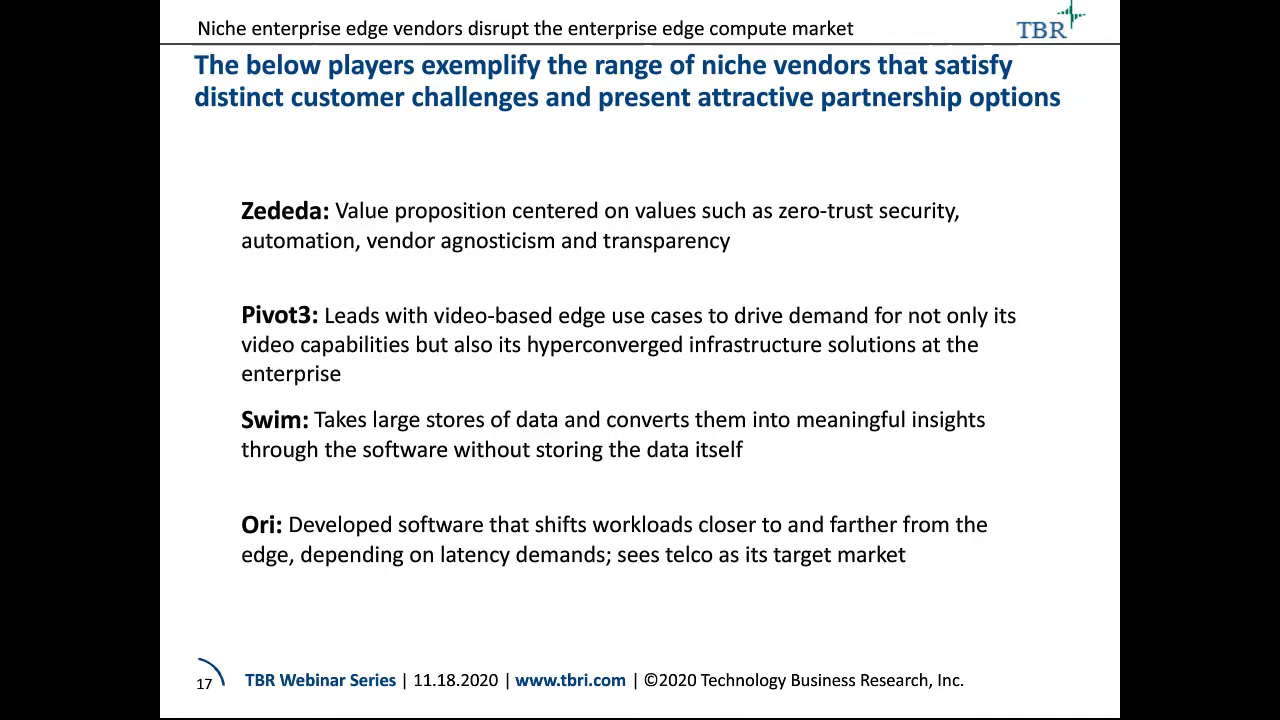 Niche enterprise edge vendors disrupt the enterprise edge compute market
TBR
The below players exemplify the range of niche vendors that satisfy
distinct customer challenges and present attractive partnership options
Zededa: Value proposition centered on values such as zero-trust security,
automation, vendor agnosticism and transparency
Pivot3: Leads with video-based edge use cases to drive demand for not only its
video capabilities but also its hyperconverged infrastructure solutions at the
enterprise
Swim: Takes large stores of data and converts them into meaningful insights
through the software without storing the data itself
Ori: Developed software that shifts workloads closer to and farther from the
edge, depending on latency demands; sees telco as its target market
17 TBR Webinar Series | 11.18.2020 | www.tbri.com | ©2020 Technology Business Research, Inc.